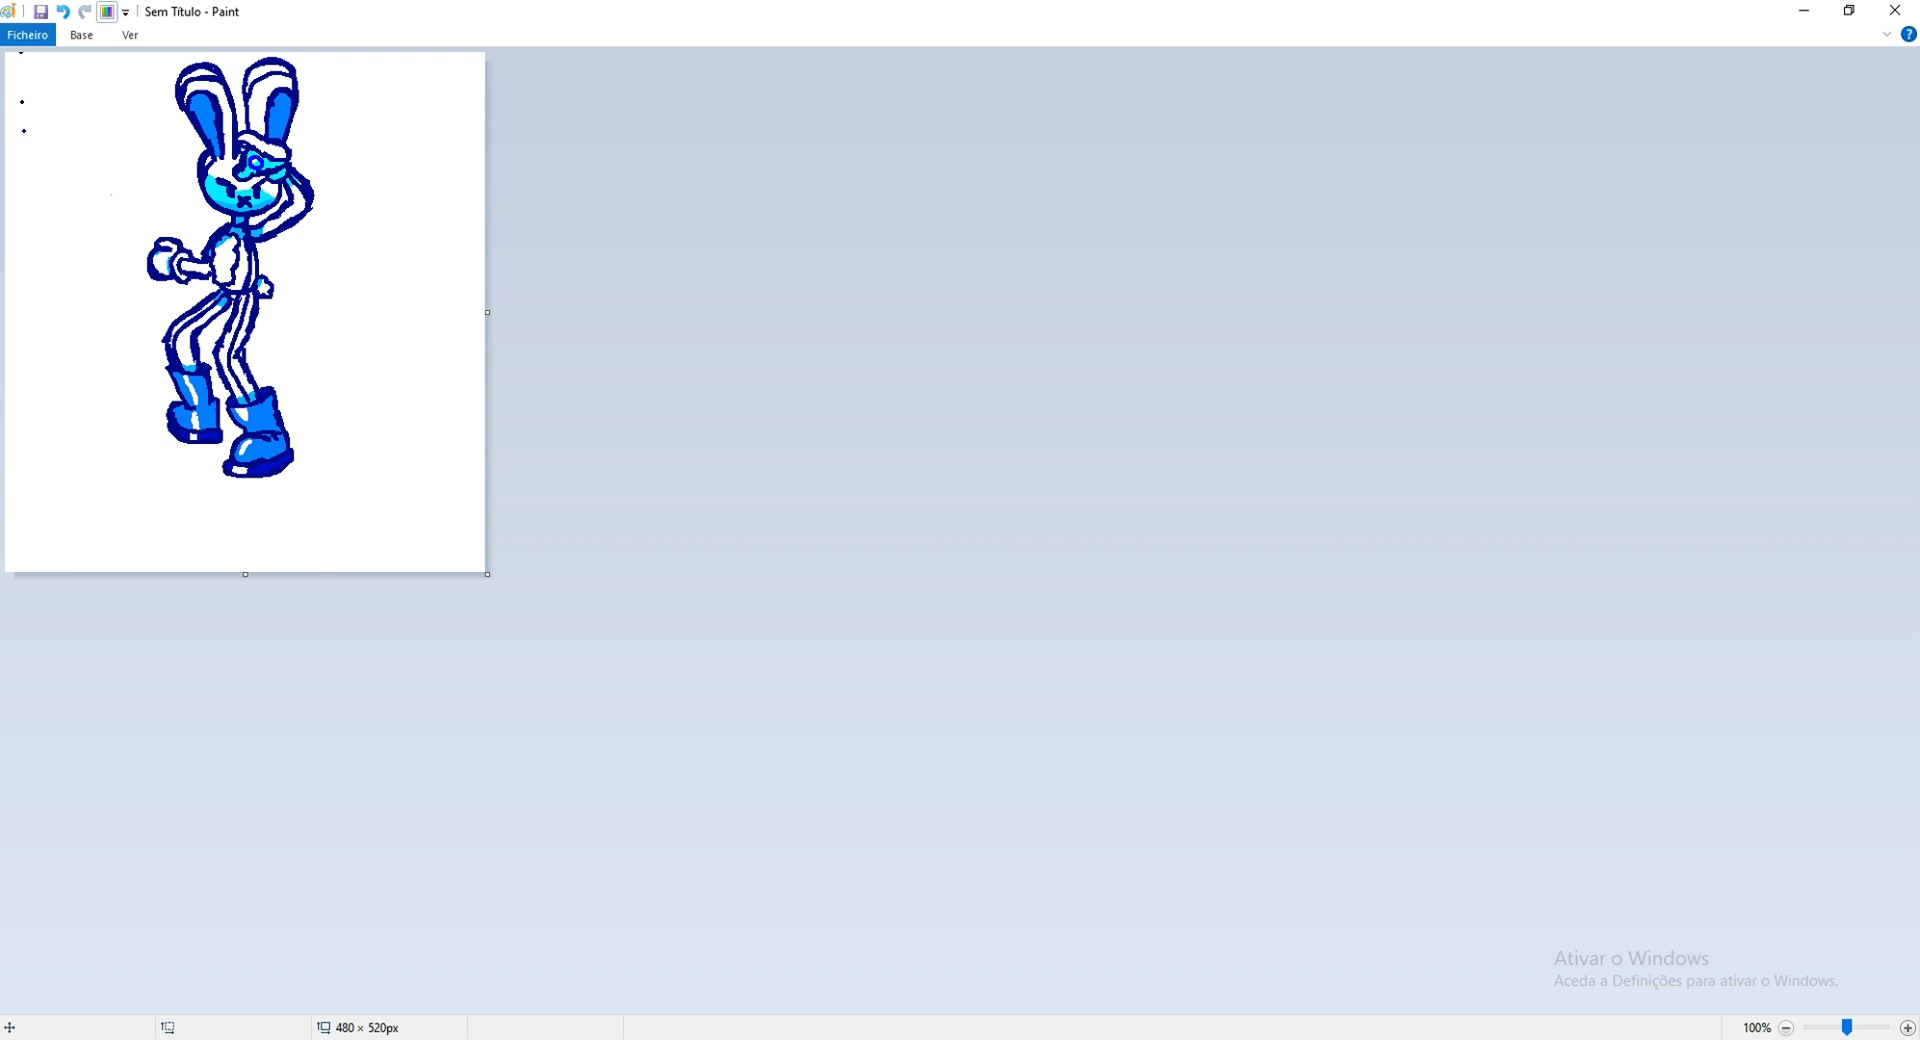 Sem Título - Paint
Ficheiro Base Ver
?
Ativar o Windows
Aceda a Definições para ativar o Windows.
480 × 520px
100%